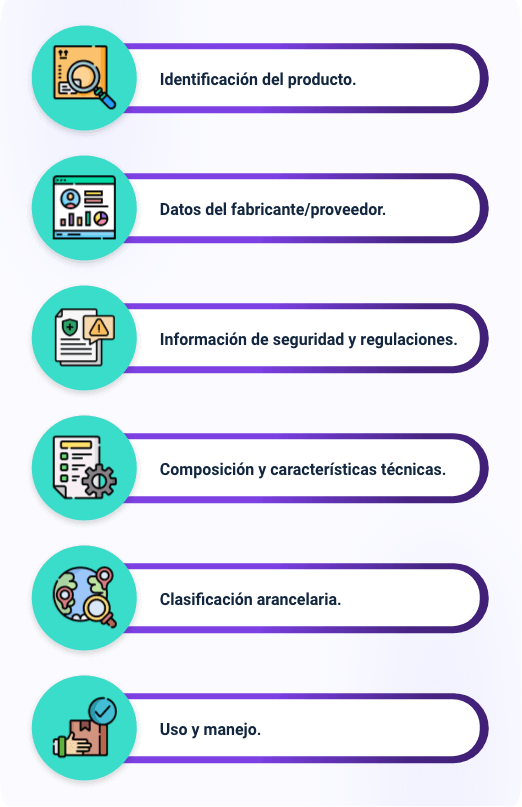 Identificación del producto.
Datos del fabricante/proveedor.
Información de seguridad y regulaciones.
Composición y características técnicas.
Clasificación arancelaria.
Uso y manejo.